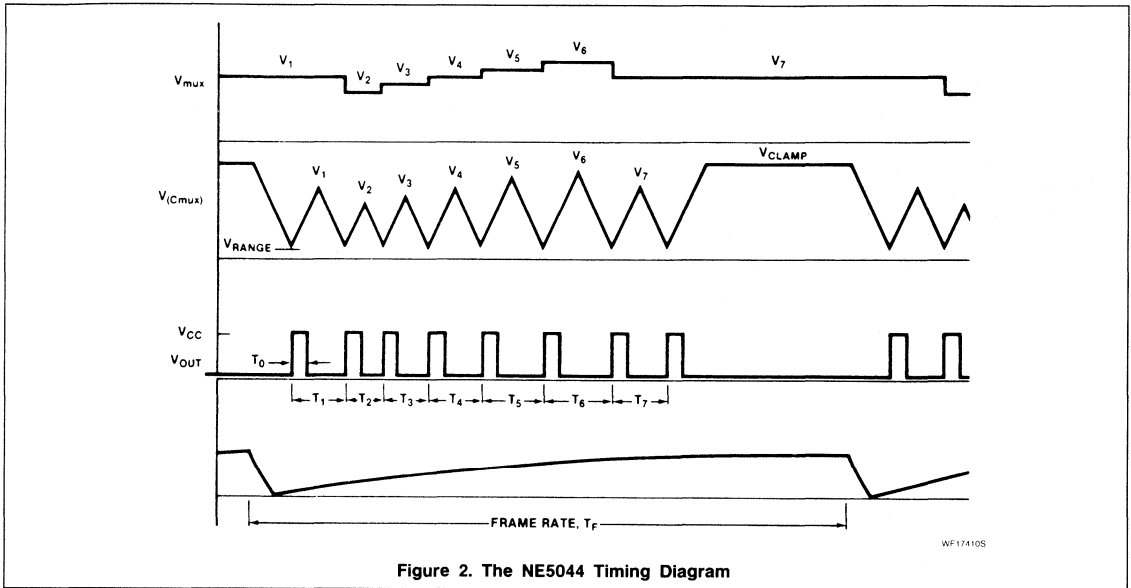 V1 V2 V3 V4 V5 V6 V7
Vmux
V1 V2 V3 V4 V5 V6 V7 VCLAMP
V(Cmux)
VRANGE
VCC
VOUT T0
T1 T2 T3 T4 T5 T6 T7
FRAME RATE, TF
WF17410S
Figure 2. The NE5044 Timing Diagram